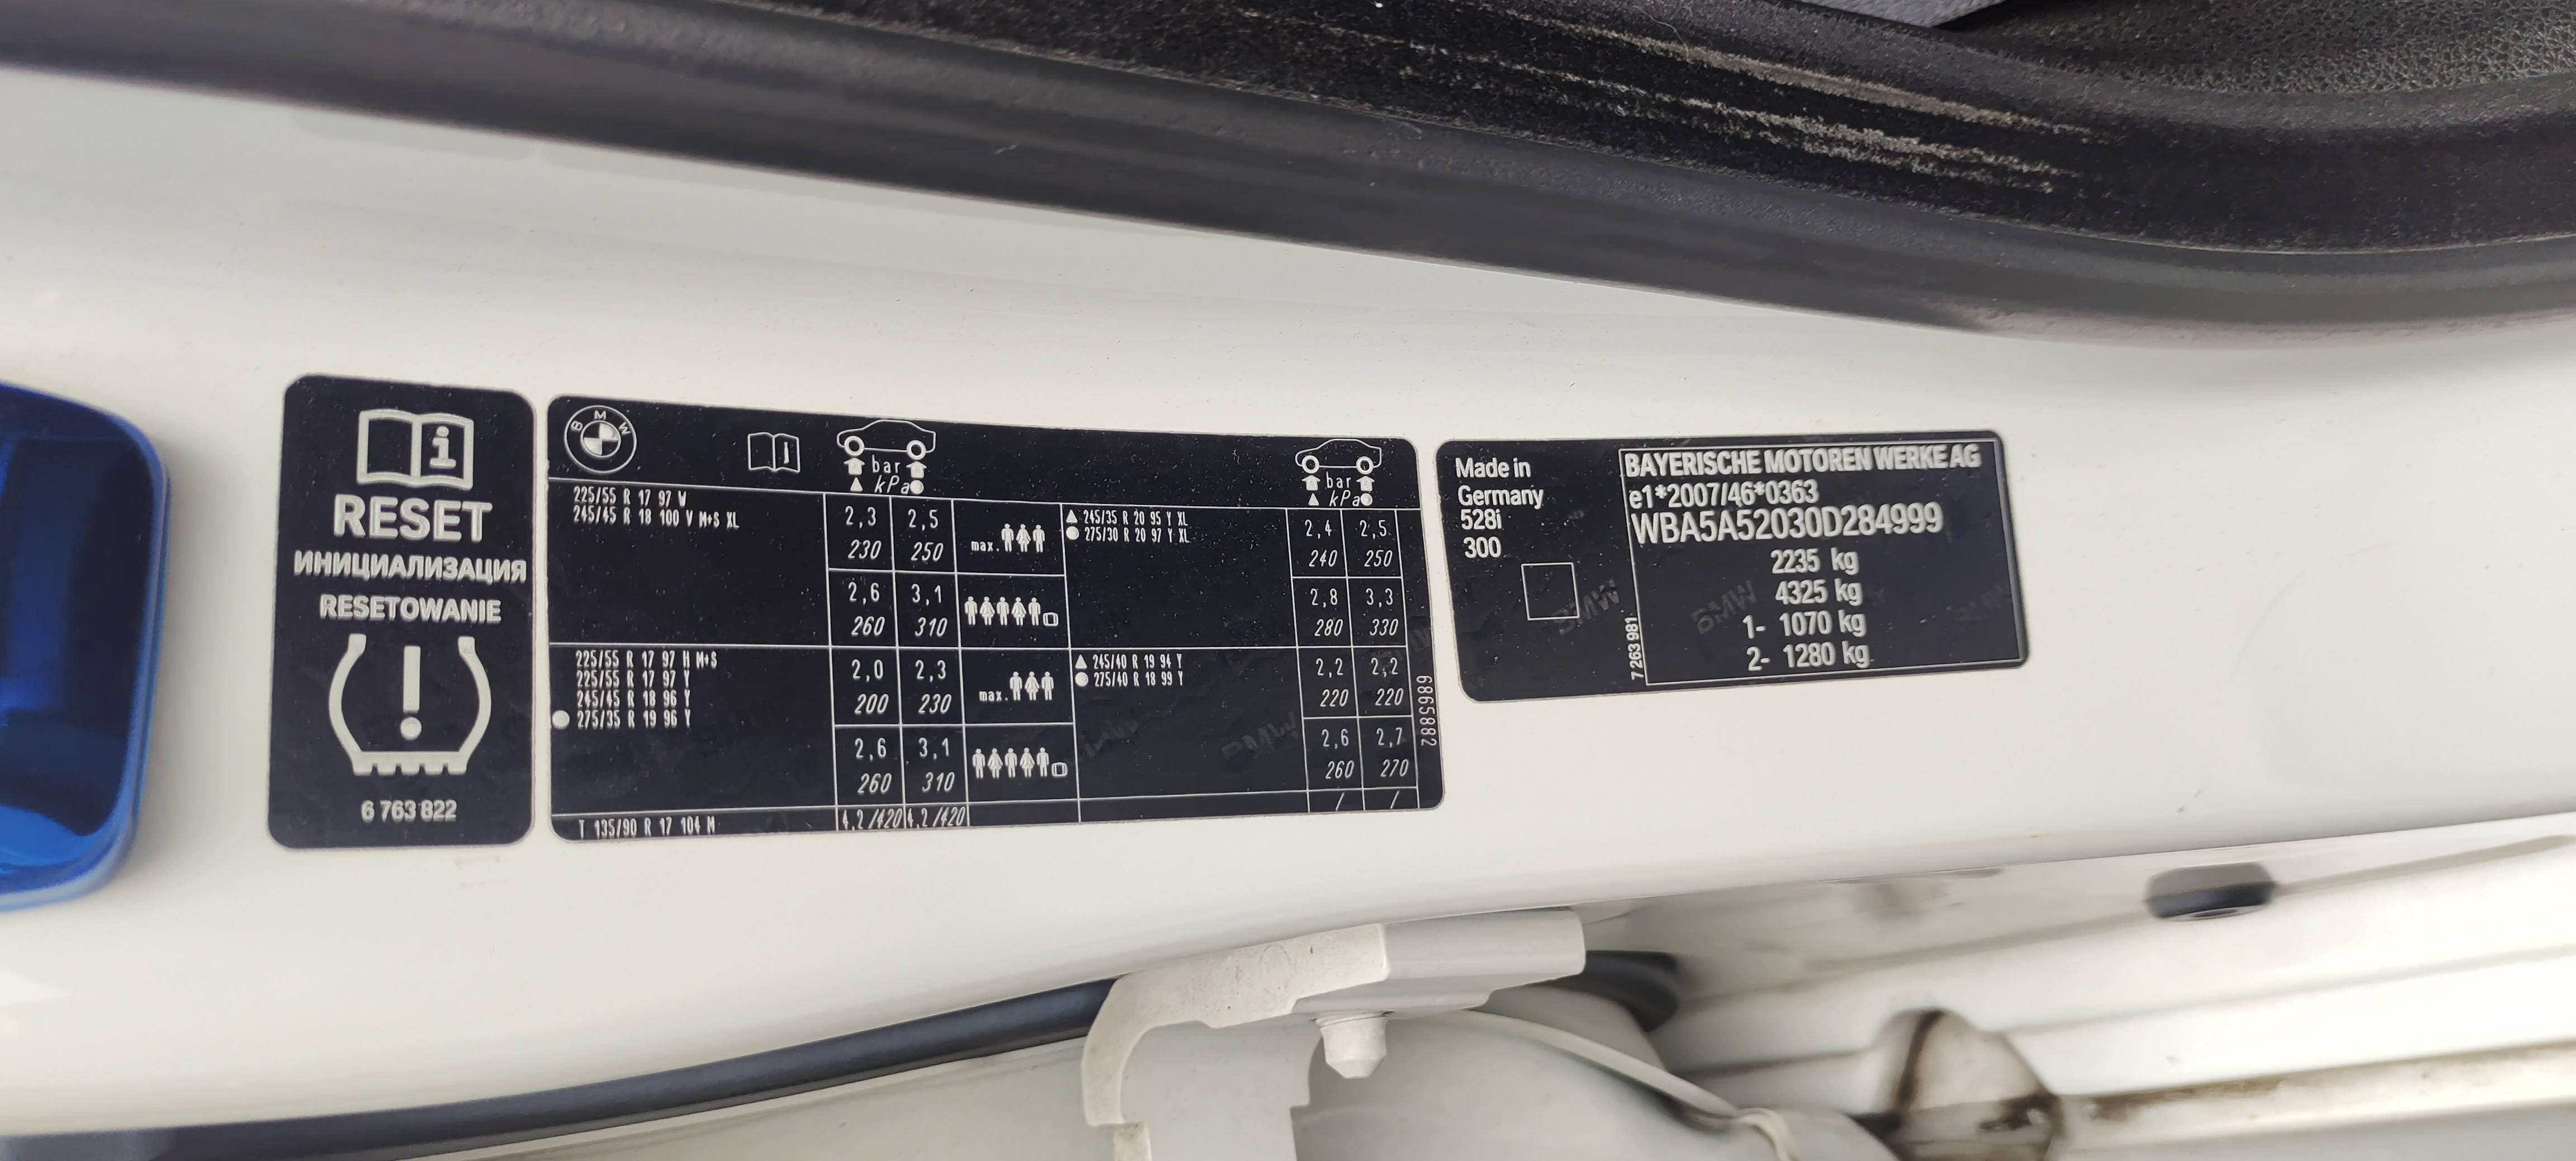 RESET
ИНИЦИАЛИЗАЦИЯ
RESETOWANIE
6 763 822
B M W
bar
kPa
bar
kPa
225/55 R 17 97 W
245/45 R 18 100 V M+S XL
2,3 2,5
230 250
max.
245/35 R 20 95 Y XL
275/30 R 20 97 Y XL
2,4 2,5
240 250
2,6 3,1
260 310
2,8 3,3
280 330
225/55 R 17 97 H M+S
225/55 R 17 97 Y
245/45 R 18 96 Y
275/35 R 19 96 Y
2,0 2,3
200 230
max.
245/40 R 19 94 Y
275/40 R 18 99 Y
2,2 2,2
220 220
2,6 3,1
260 310
2,6 2,7
260 270
T 135/90 R 17 104 M
4,2 /420 4,2 /420
/ /
6865882
Made in
Germany
528i
300
BAYERISCHE MOTOREN WERKE AG
e1*2007/46*0363
WBA5A52030D284999
2235 kg
4325 kg
1- 1070 kg
2- 1280 kg
7 263 981
BMW
BMW
BMW